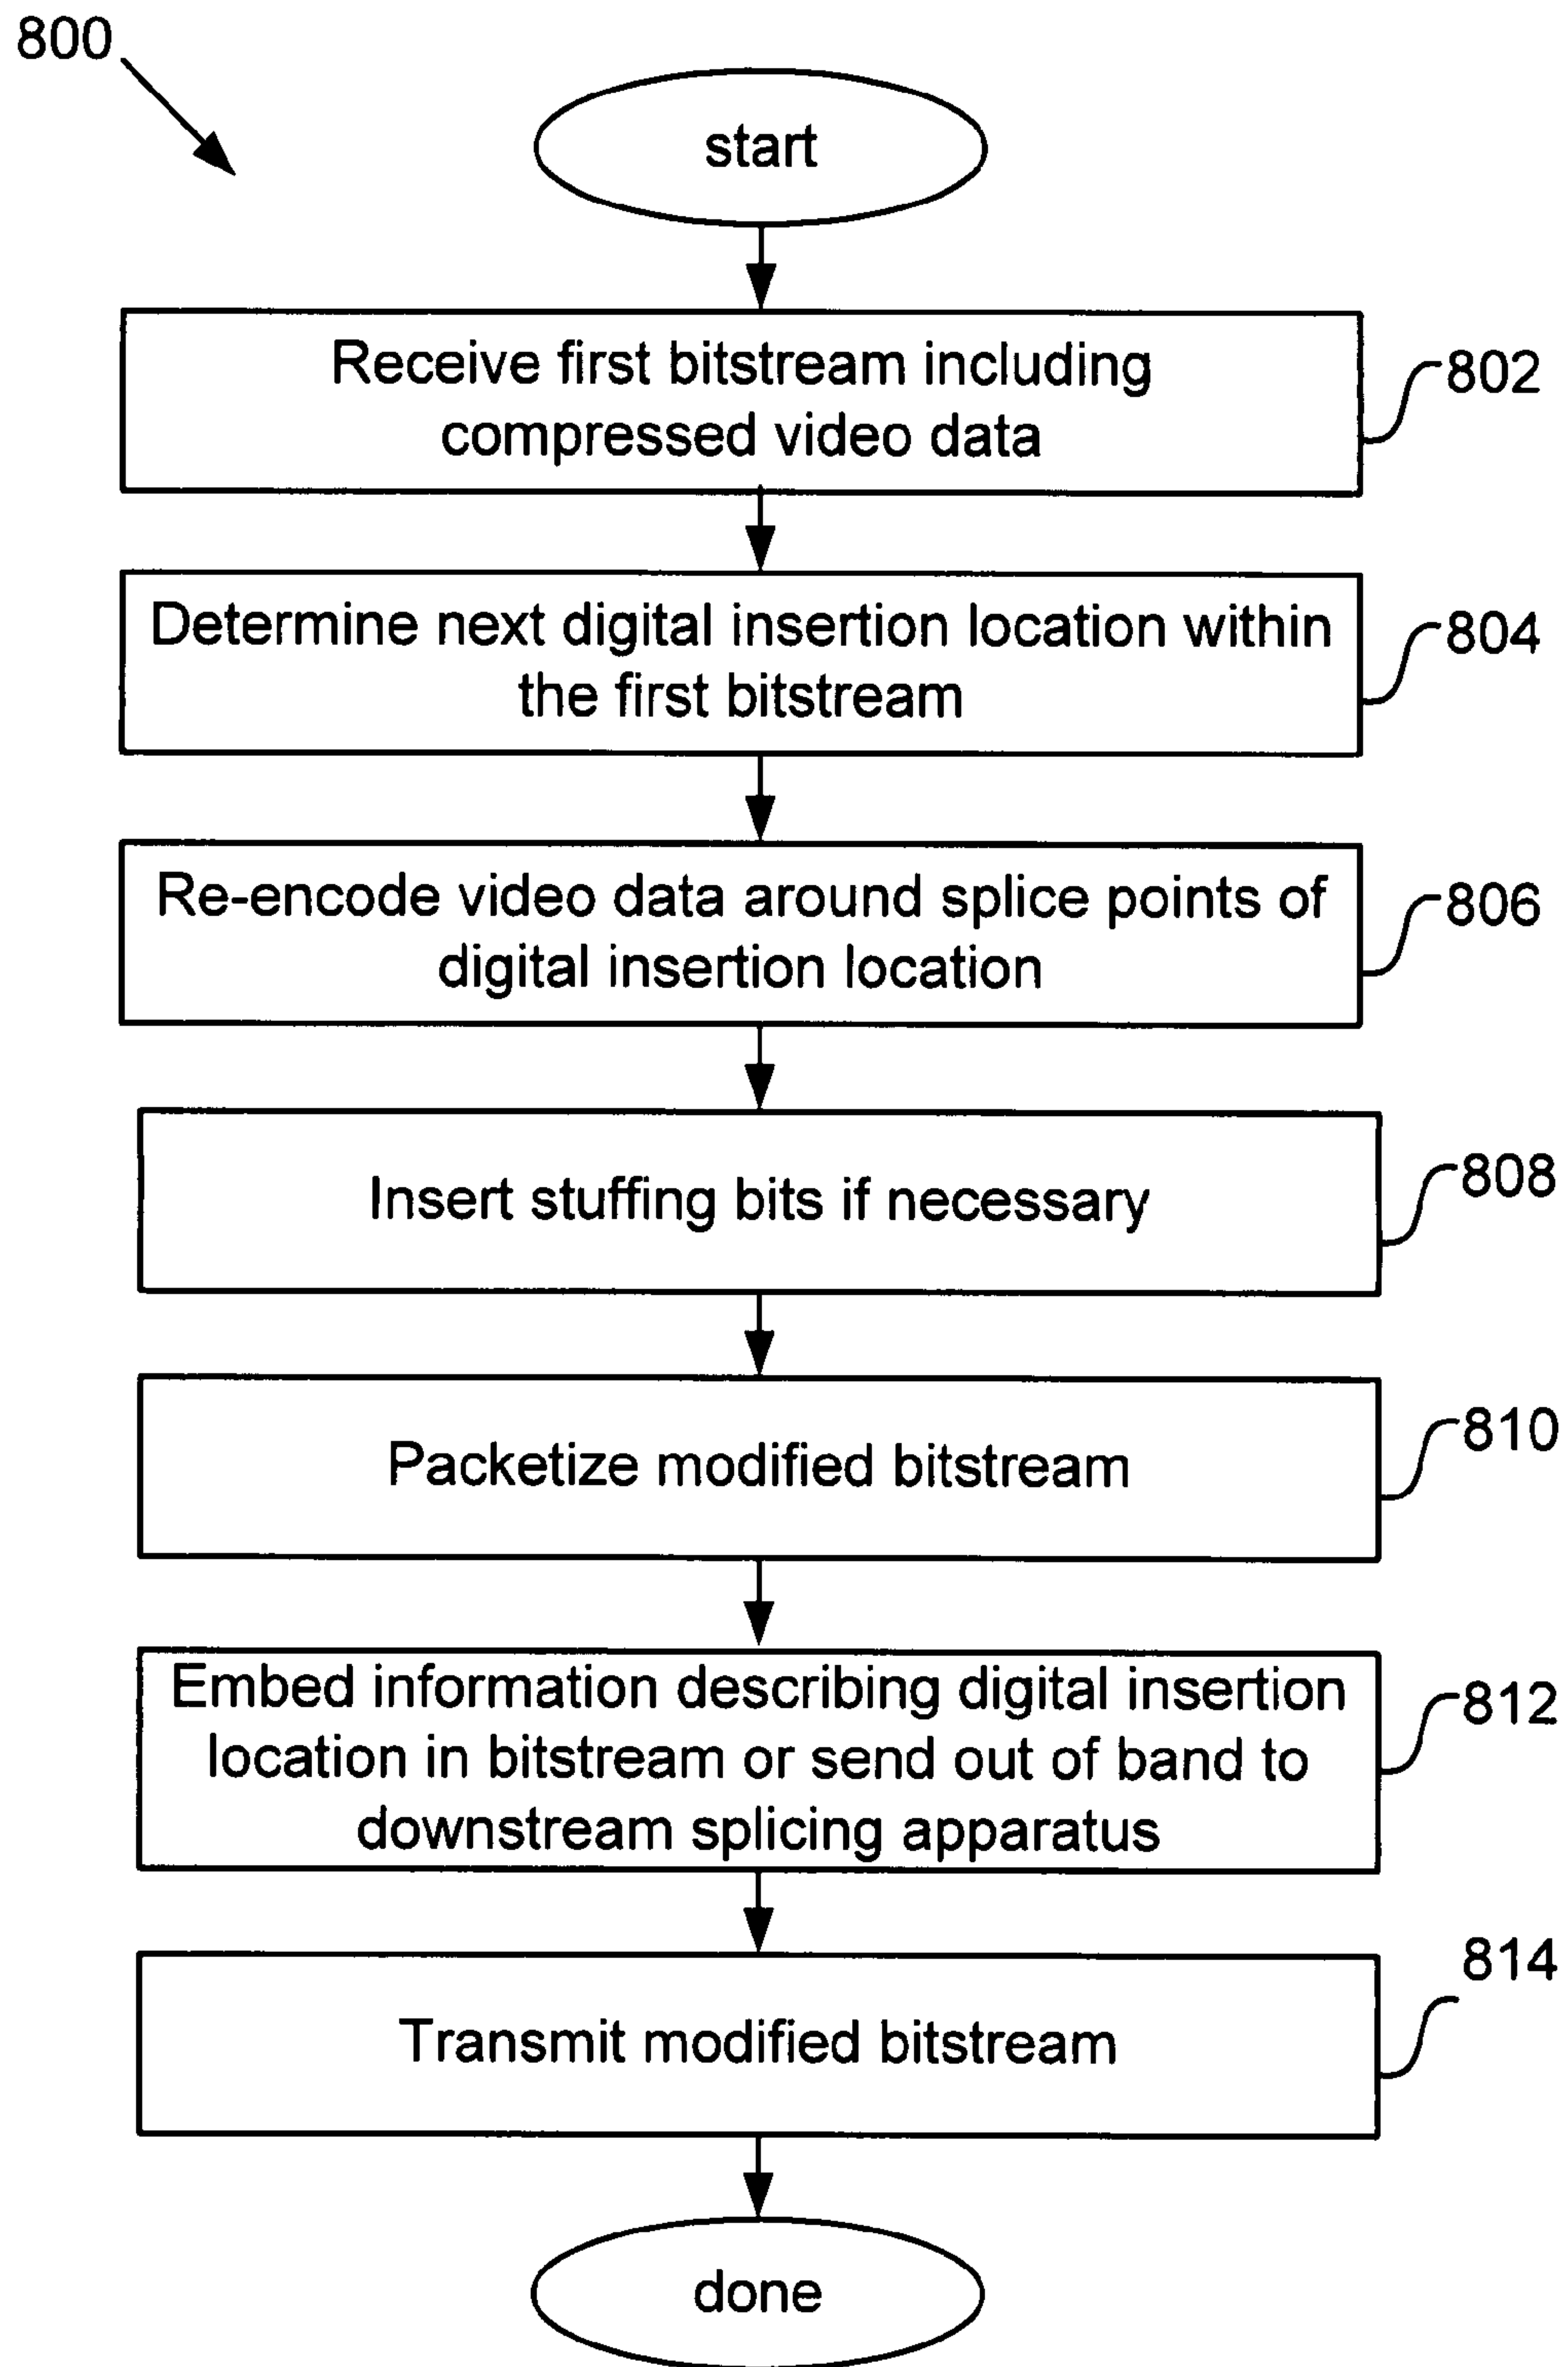 800
start
Receive first bitstream including
compressed video data
802
Determine next digital insertion location within
the first bitstream
804
Re-encode video data around splice points of
digital insertion location
806
Insert stuffing bits if necessary
808
Packetize modified bitstream
810
Embed information describing digital insertion
location in bitstream or send out of band to
downstream splicing apparatus
812
Transmit modified bitstream
814
done